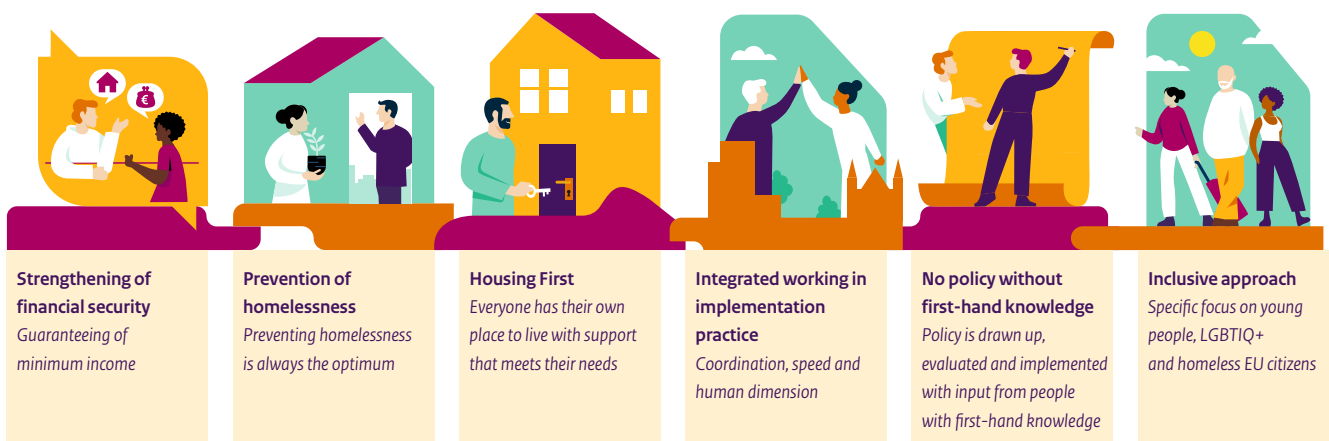 €
Strengthening of
financial security
Guaranteeing of
minimum income
Prevention of
homelessness
Preventing homelessness
is always the optimum
Housing First
Everyone has their own
place to live with support
that meets their needs
Integrated working in
implementation
practice
Coordination, speed and
human dimension
No policy without
first-hand knowledge
Policy is drawn up,
evaluated and implemented
with input from people
with first-hand knowledge
Inclusive approach
Specific focus on young
people, LGBTIQ+
and homeless EU citizens